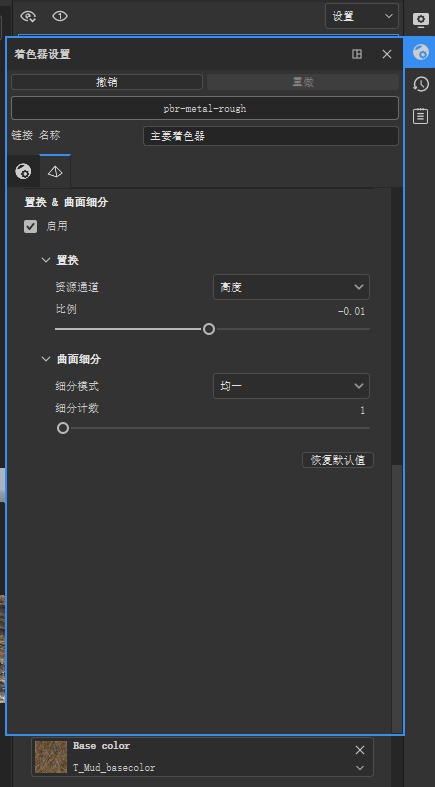 设置
着色器设置
撤销
重做
pbr-metal-rough
链接 名称
主要着色器
置换 & 曲面细分
启用
置换
资源通道
高度
比例
-0.01
曲面细分
细分模式
均一
细分计数
1
恢复默认值
Base color
T_Mud_basecolor